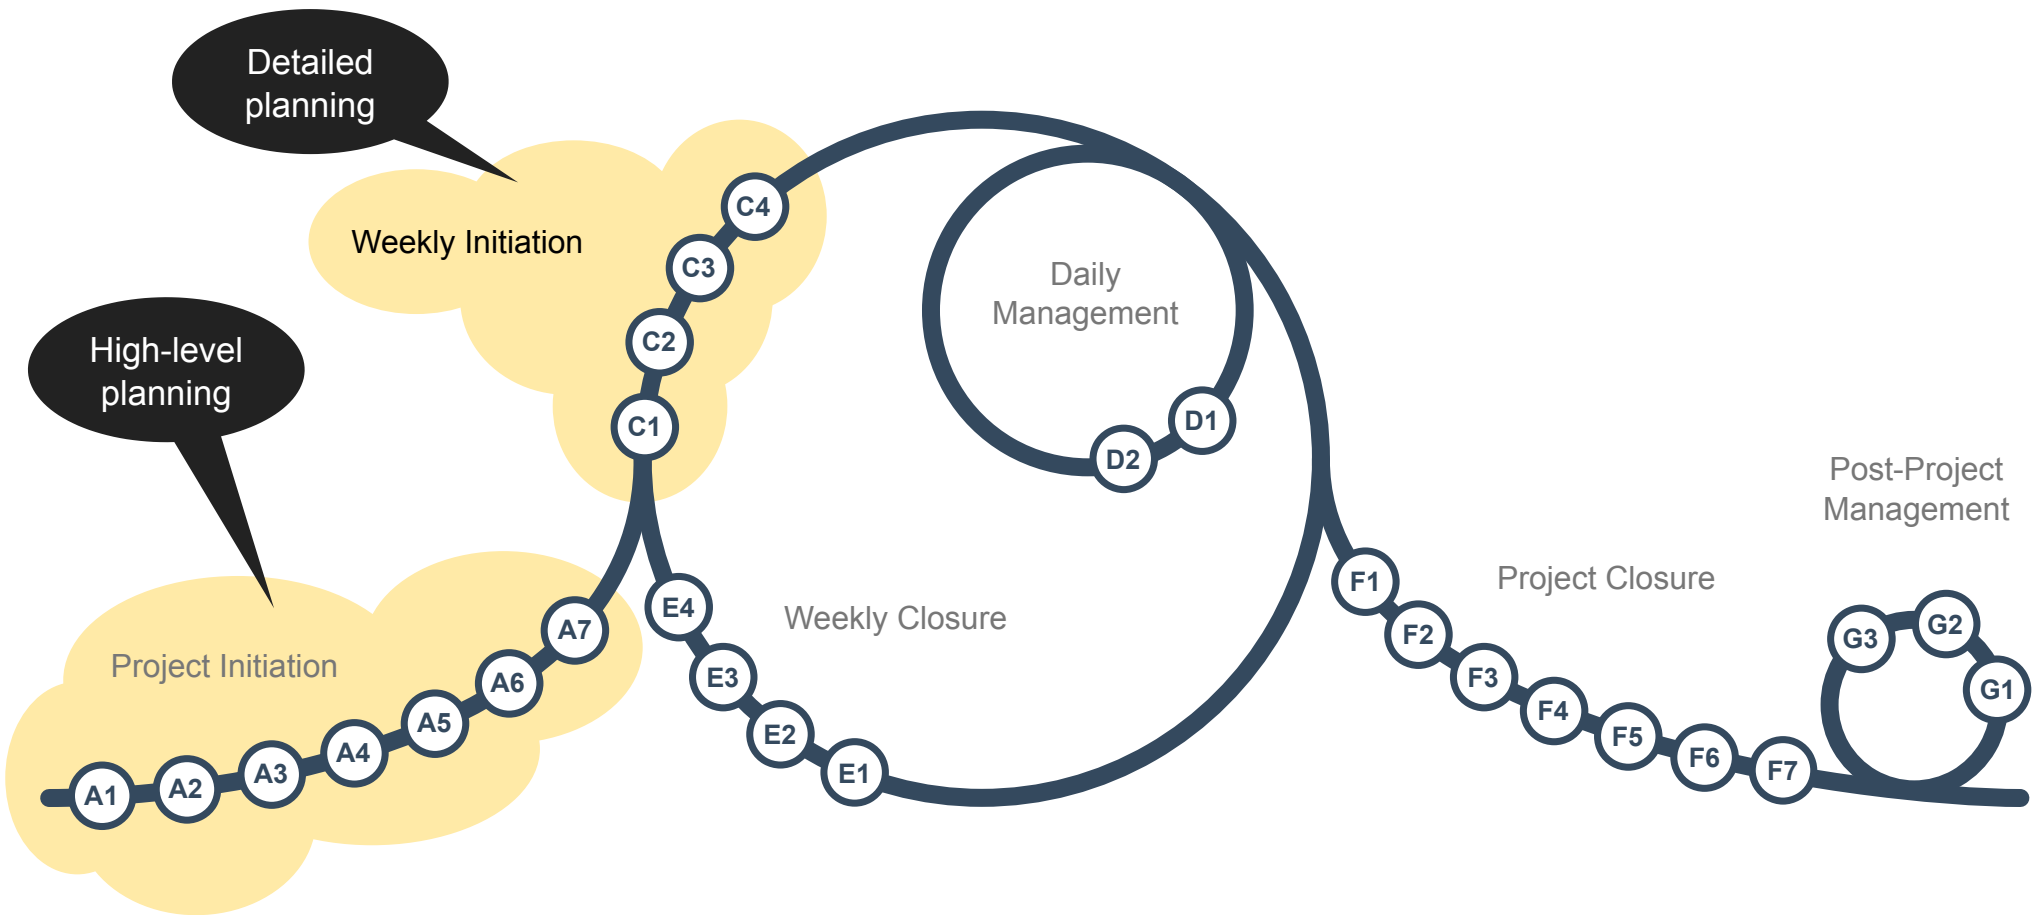 Detailed
planning
Weekly Initiation
High-level
planning
Project Initiation
A1
A2
A3
A4
A5
A6
A7
C1
C2
C3
C4
Daily
Management
D1
D2
Weekly Closure
E1
E2
E3
E4
Project Closure
F1
F2
F3
F4
F5
F6
F7
Post-Project
Management
G1
G2
G3